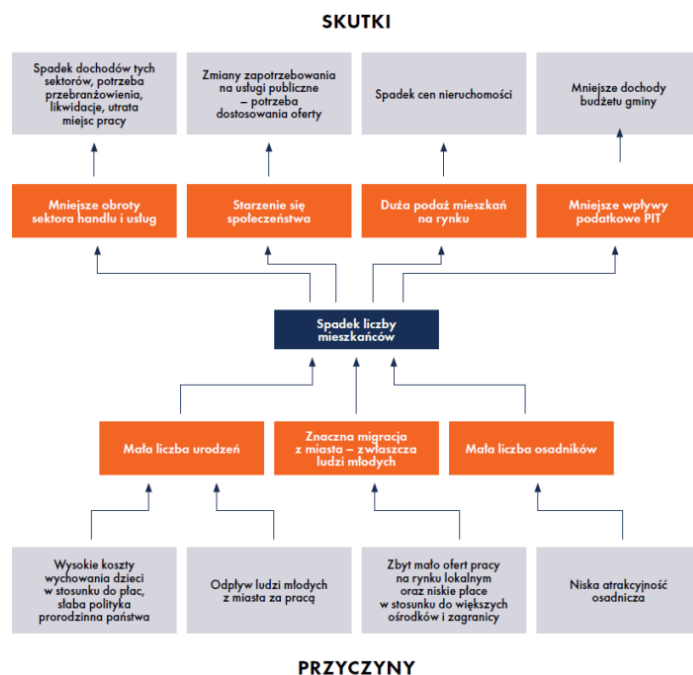 SKUTKI
Spadek dochodów tych
sektorów, potrzeba
przebranżowienia,
likwidacje, utrata
miejsc pracy
Zmiany zapotrzebowania
na usługi publiczne
– potrzeba
dostosowania oferty
Spadek cen nieruchomości
Mniejsze dochody
budżetu gminy
Mniejsze obroty
sektora handlu i usług
Starzenie się
społeczeństwa
Duża podaż mieszkań
na rynku
Mniejsze wpływy
podatkowe PIT
Spadek liczby
mieszkańców
Mała liczba urodzeń
Znaczna migracja
z miasta – zwłaszcza
ludzi młodych
Mała liczba osadników
Wysokie koszty
wychowania dzieci
w stosunku do płac,
słaba polityka
prorodzinna państwa
Odpływ ludzi młodych
z miasta za pracą
Zbyt mało ofert pracy
na rynku lokalnym
oraz niskie płace
w stosunku do większych
ośrodków i zagranicy
Niska atrakcyjność
osadnicza
PRZYCZYNY